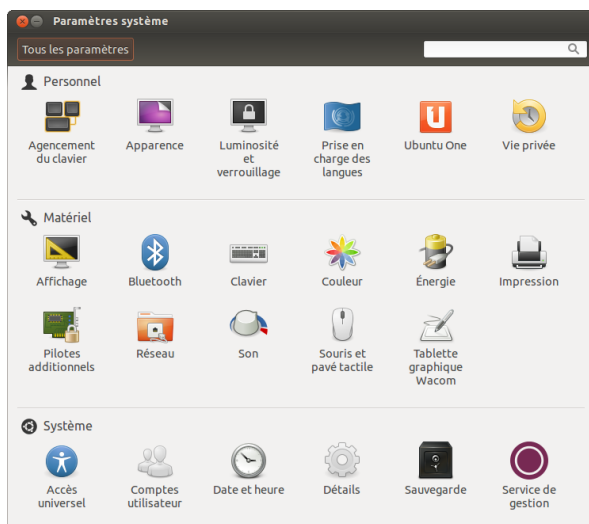 Paramètres système
Tous les paramètres
Personnel
Agencement
du clavier
Apparence
Luminosité
et
verrouillage
Prise en
charge des
langues
Ubuntu One
Vie privée
Matériel
Affichage
Bluetooth
Clavier
Couleur
Énergie
Impression
Pilotes
additionnels
Réseau
Son
Souris et
pavé tactile
Tablette
graphique
Wacom
Système
Accès
universel
Comptes
utilisateur
Date et heure
Détails
Sauvegarde
Service de
gestion